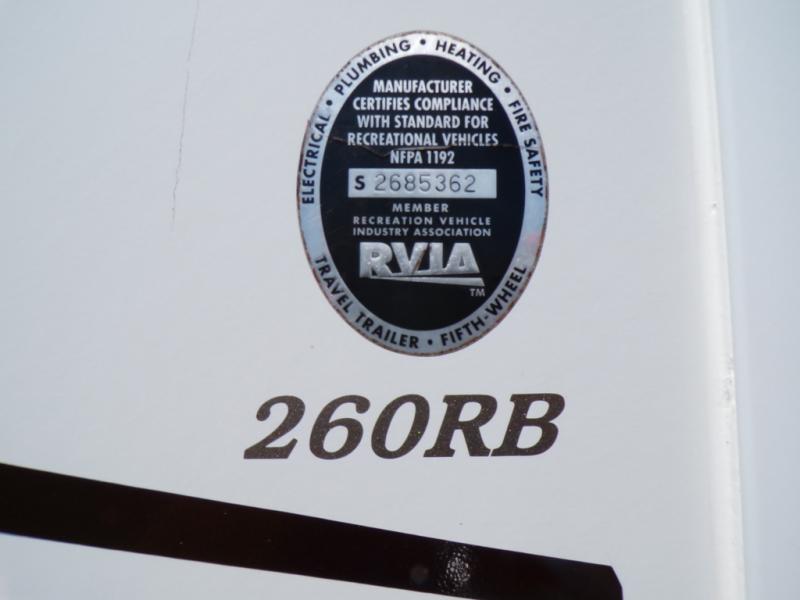 ELECTRICAL • PLUMBING • HEATING • FIRE SAFETY
MANUFACTURER
CERTIFIES COMPLIANCE
WITH STANDARD FOR
RECREATIONAL VEHICLES
NFPA 1192
S 2685362
MEMBER
RECREATION VEHICLE
INDUSTRY ASSOCIATION
RVIA
TM
TRAVEL TRAILER • FIFTH-WHEEL
260RB